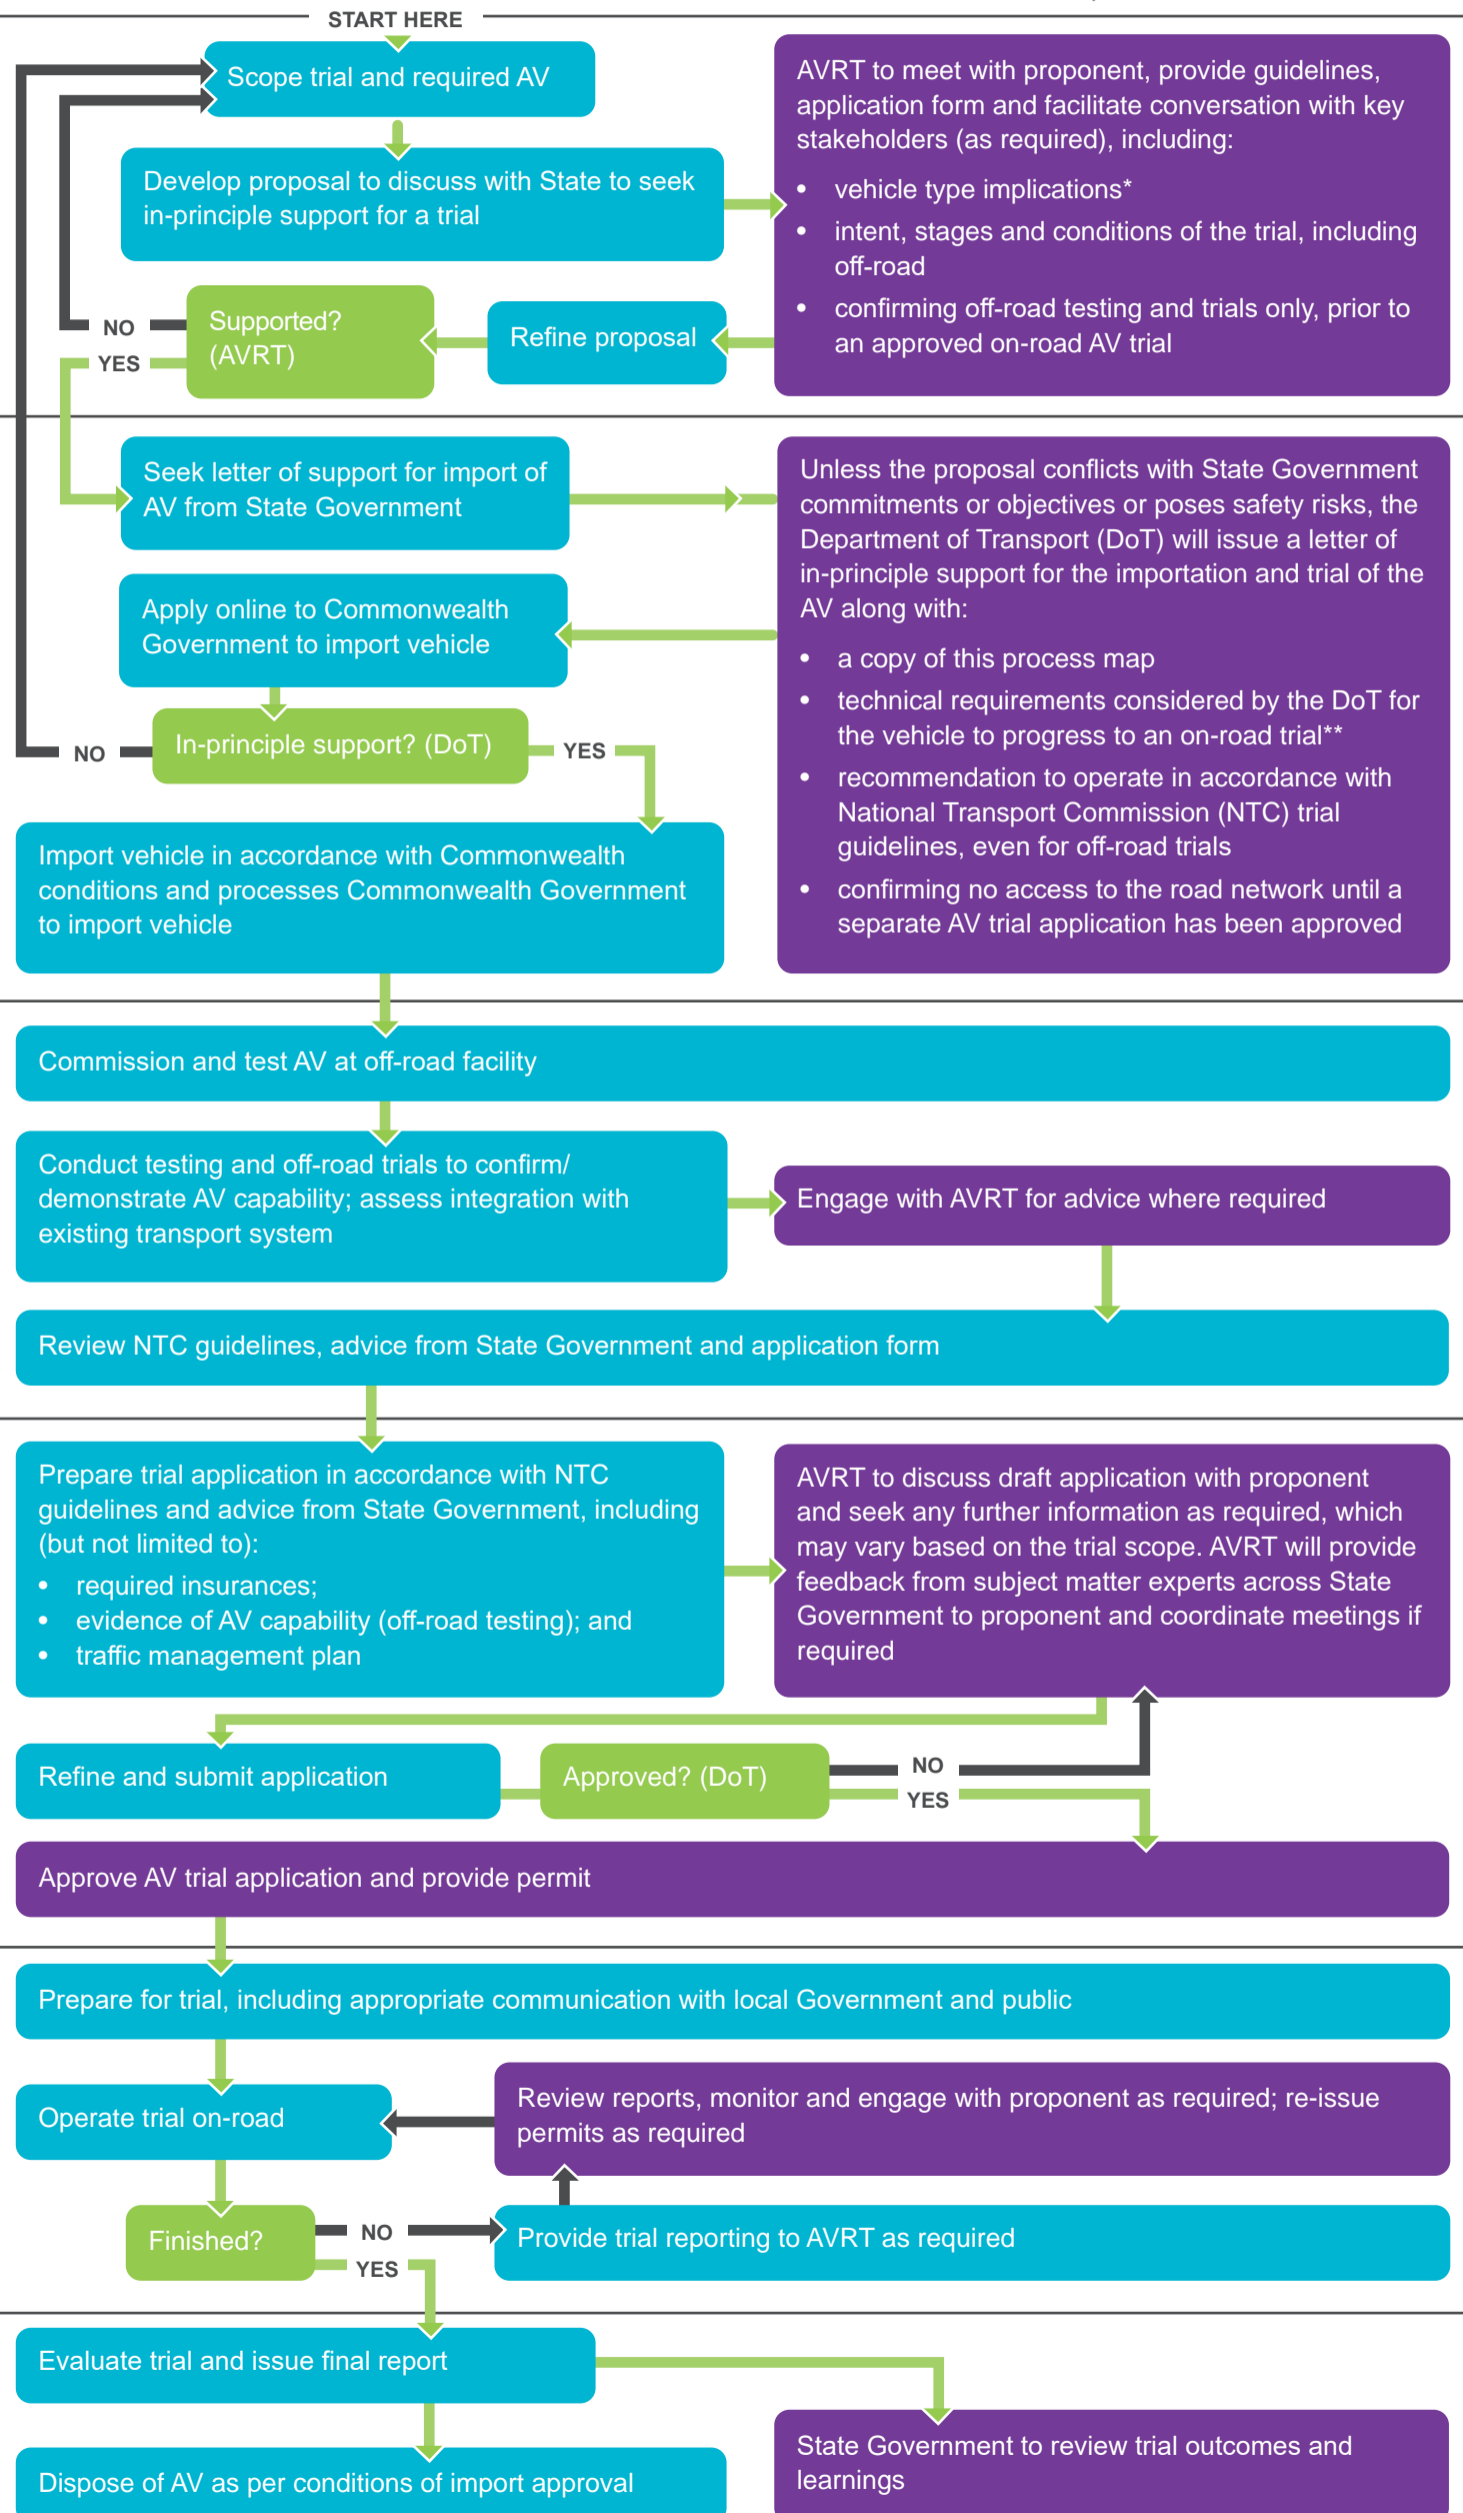 START HERE
Scope trial and required AV
Develop proposal to discuss with State to seek
in-principle support for a trial
AVRT to meet with proponent, provide guidelines,
application form and facilitate conversation with key
stakeholders (as required), including:
• vehicle type implications*
• intent, stages and conditions of the trial, including
off-road
• confirming off-road testing and trials only, prior to
an approved on-road AV trial
Refine proposal
Supported?
(AVRT)
NO
YES
Seek letter of support for import of
AV from State Government
Unless the proposal conflicts with State Government
commitments or objectives or poses safety risks, the
Department of Transport (DoT) will issue a letter of
in-principle support for the importation and trial of the
AV along with:
• a copy of this process map
• technical requirements considered by the DoT for
the vehicle to progress to an on-road trial**
• recommendation to operate in accordance with
National Transport Commission (NTC) trial
guidelines, even for off-road trials
• confirming no access to the road network until a
separate AV trial application has been approved
Apply online to Commonwealth
Government to import vehicle
In-principle support? (DoT)
NO
YES
Import vehicle in accordance with Commonwealth
conditions and processes Commonwealth Government
to import vehicle
Commission and test AV at off-road facility
Conduct testing and off-road trials to confirm/
demonstrate AV capability; assess integration with
existing transport system
Engage with AVRT for advice where required
Review NTC guidelines, advice from State Government and application form
Prepare trial application in accordance with NTC
guidelines and advice from State Government, including
(but not limited to):
• required insurances;
• evidence of AV capability (off-road testing); and
• traffic management plan
AVRT to discuss draft application with proponent
and seek any further information as required, which
may vary based on the trial scope. AVRT will provide
feedback from subject matter experts across State
Government to proponent and coordinate meetings if
required
Refine and submit application
Approved? (DoT)
NO
YES
Approve AV trial application and provide permit
Prepare for trial, including appropriate communication with local Government and public
Operate trial on-road
Review reports, monitor and engage with proponent as required; re-issue
permits as required
Finished?
NO
YES
Provide trial reporting to AVRT as required
Evaluate trial and issue final report
Dispose of AV as per conditions of import approval
State Government to review trial outcomes and
learnings